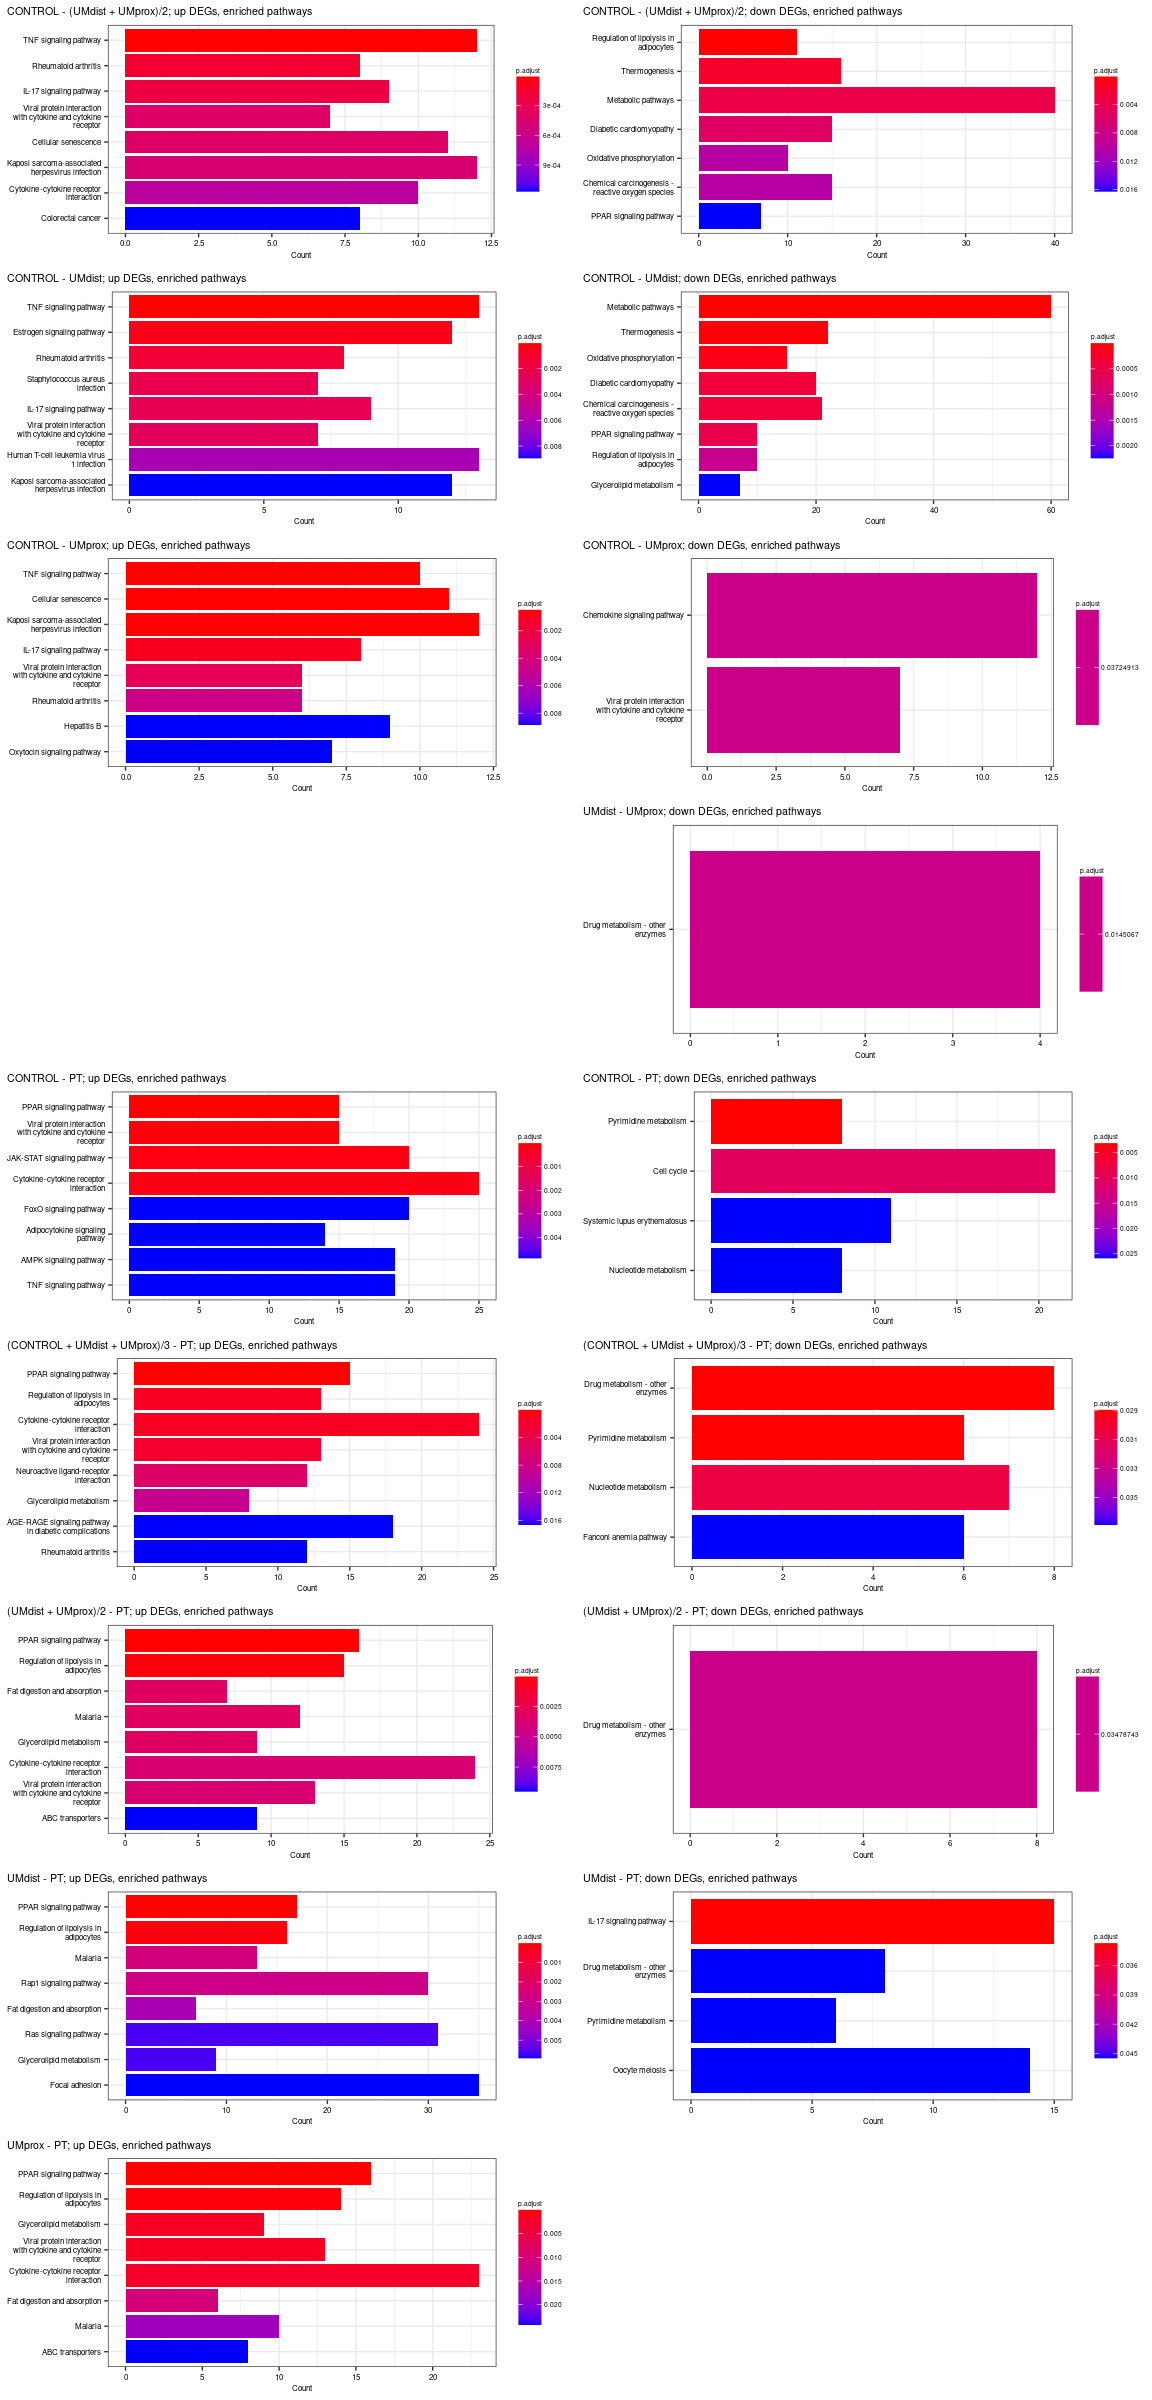 CONTROL - (UMdist + UMprox)/2; up DEGs, enriched pathways
TNF signaling pathway
Rheumatoid arthritis
IL-17 signaling pathway
Viral protein interaction
with cytokine and cytokine
receptor
Cellular senescence
Kaposi sarcoma-associated
herpesvirus infection
Cytokine-cytokine receptor
interaction
Colorectal cancer
0.0 2.5 5.0 7.5 10.0 12.5
Count
p.adjust
3e-04
6e-04
9e-04
CONTROL - (UMdist + UMprox)/2; down DEGs, enriched pathways
Regulation of lipolysis in
adipocytes
Thermogenesis
Metabolic pathways
Diabetic cardiomyopathy
Oxidative phosphorylation
Chemical carcinogenesis -
reactive oxygen species
PPAR signaling pathway
0 10 20 30 40
Count
p.adjust
0.004
0.008
0.012
0.016
CONTROL - UMdist; up DEGs, enriched pathways
TNF signaling pathway
Estrogen signaling pathway
Rheumatoid arthritis
Staphylococcus aureus
infection
IL-17 signaling pathway
Viral protein interaction
with cytokine and cytokine
receptor
Human T-cell leukemia virus
1 infection
Kaposi sarcoma-associated
herpesvirus infection
0 5 10
Count
p.adjust
0.002
0.004
0.006
0.008
CONTROL - UMdist; down DEGs, enriched pathways
Metabolic pathways
Thermogenesis
Oxidative phosphorylation
Diabetic cardiomyopathy
Chemical carcinogenesis -
reactive oxygen species
PPAR signaling pathway
Regulation of lipolysis in
adipocytes
Glycerolipid metabolism
0 20 40 60
Count
p.adjust
0.0005
0.0010
0.0015
0.0020
CONTROL - UMprox; up DEGs, enriched pathways
TNF signaling pathway
Cellular senescence
Kaposi sarcoma-associated
herpesvirus infection
IL-17 signaling pathway
Viral protein interaction
with cytokine and cytokine
receptor
Rheumatoid arthritis
Hepatitis B
Oxytocin signaling pathway
0.0 2.5 5.0 7.5 10.0 12.5
Count
p.adjust
0.002
0.004
0.006
0.008
CONTROL - UMprox; down DEGs, enriched pathways
Chemokine signaling pathway
Viral protein interaction
with cytokine and cytokine
receptor
0.0 2.5 5.0 7.5 10.0 12.5
Count
p.adjust
0.03724913
UMdist - UMprox; down DEGs, enriched pathways
Drug metabolism - other
enzymes
0 1 2 3 4
Count
p.adjust
0.0145067
CONTROL - PT; up DEGs, enriched pathways
PPAR signaling pathway
Viral protein interaction
with cytokine and cytokine
receptor
JAK-STAT signaling pathway
Cytokine-cytokine receptor
interaction
FoxO signaling pathway
Adipocytokine signaling
pathway
AMPK signaling pathway
TNF signaling pathway
0 5 10 15 20 25
Count
p.adjust
0.001
0.002
0.003
0.004
CONTROL - PT; down DEGs, enriched pathways
Pyrimidine metabolism
Cell cycle
Systemic lupus erythematosus
Nucleotide metabolism
0 5 10 15 20
Count
p.adjust
0.005
0.010
0.015
0.020
0.025
(CONTROL + UMdist + UMprox)/3 - PT; up DEGs, enriched pathways
PPAR signaling pathway
Regulation of lipolysis in
adipocytes
Cytokine-cytokine receptor
interaction
Viral protein interaction
with cytokine and cytokine
receptor
Neuroactive ligand-receptor
interaction
Glycerolipid metabolism
AGE-RAGE signaling pathway
in diabetic complications
Rheumatoid arthritis
0 5 10 15 20 25
Count
p.adjust
0.004
0.008
0.012
0.016
(CONTROL + UMdist + UMprox)/3 - PT; down DEGs, enriched pathways
Drug metabolism - other
enzymes
Pyrimidine metabolism
Nucleotide metabolism
Fanconi anemia pathway
0 2 4 6 8
Count
p.adjust
0.029
0.031
0.033
0.035
(UMdist + UMprox)/2 - PT; up DEGs, enriched pathways
PPAR signaling pathway
Regulation of lipolysis in
adipocytes
Fat digestion and absorption
Malaria
Glycerolipid metabolism
Cytokine-cytokine receptor
interaction
Viral protein interaction
with cytokine and cytokine
receptor
ABC transporters
0 5 10 15 20 25
Count
p.adjust
0.0025
0.0050
0.0075
(UMdist + UMprox)/2 - PT; down DEGs, enriched pathways
Drug metabolism - other
enzymes
0 2 4 6 8
Count
p.adjust
0.03478743
UMdist - PT; up DEGs, enriched pathways
PPAR signaling pathway
Regulation of lipolysis in
adipocytes
Malaria
Rap1 signaling pathway
Fat digestion and absorption
Ras signaling pathway
Glycerolipid metabolism
Focal adhesion
0 10 20 30
Count
p.adjust
0.001
0.002
0.003
0.004
0.005
UMdist - PT; down DEGs, enriched pathways
IL-17 signaling pathway
Drug metabolism - other
enzymes
Pyrimidine metabolism
Oocyte meiosis
0 5 10 15
Count
p.adjust
0.036
0.039
0.042
0.045
UMprox - PT; up DEGs, enriched pathways
PPAR signaling pathway
Regulation of lipolysis in
adipocytes
Glycerolipid metabolism
Viral protein interaction
with cytokine and cytokine
receptor
Cytokine-cytokine receptor
interaction
Fat digestion and absorption
Malaria
ABC transporters
0 5 10 15 20
Count
p.adjust
0.005
0.010
0.015
0.020